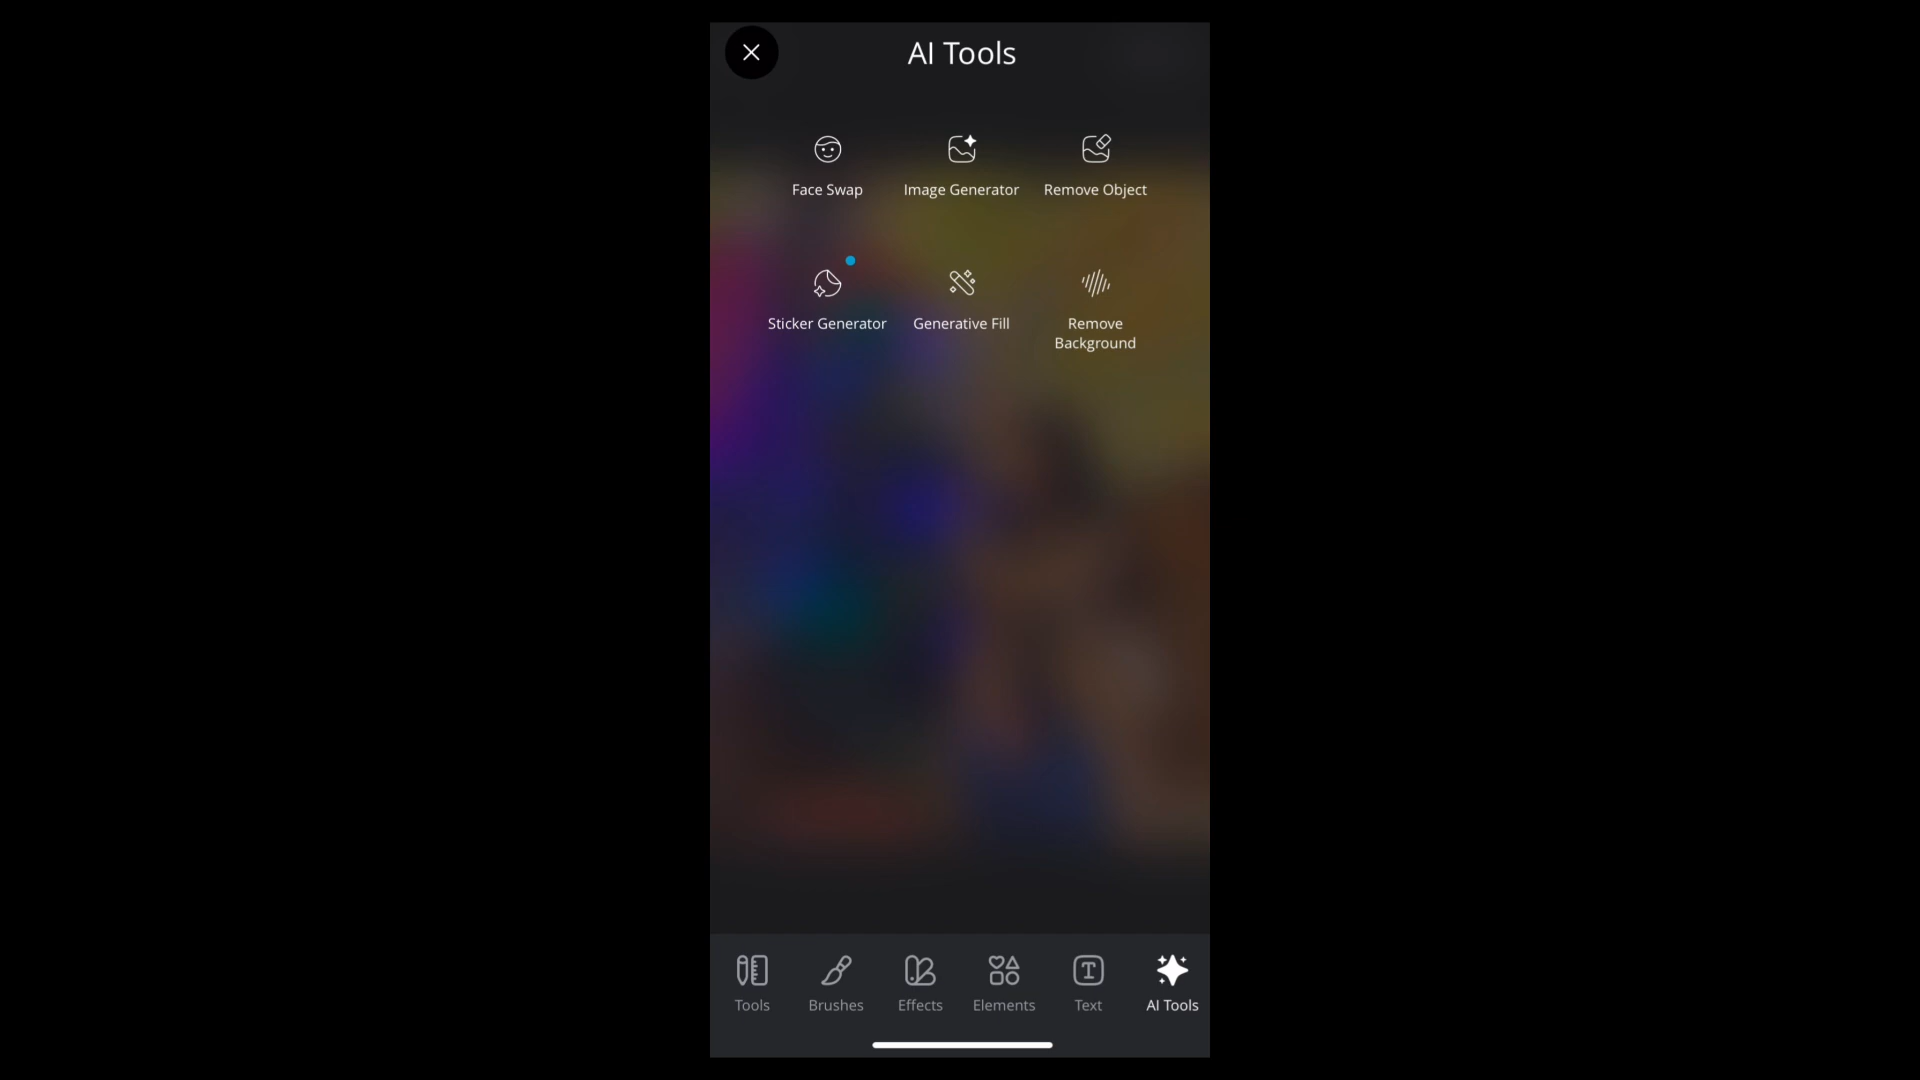 AI Tools
Face Swap
Image Generator
Remove Object
Sticker Generator
Generative Fill
Remove
Background
Tools
Brushes
Effects
Elements
Text
AI Tools